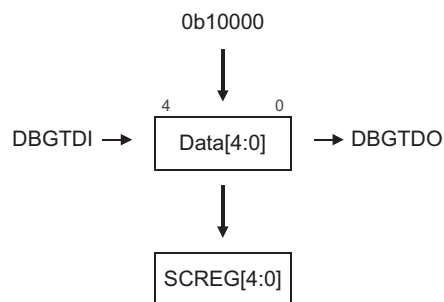 0b10000
4 0
DBGTDI Data[4:0] DBGTDO
SCREG[4:0]